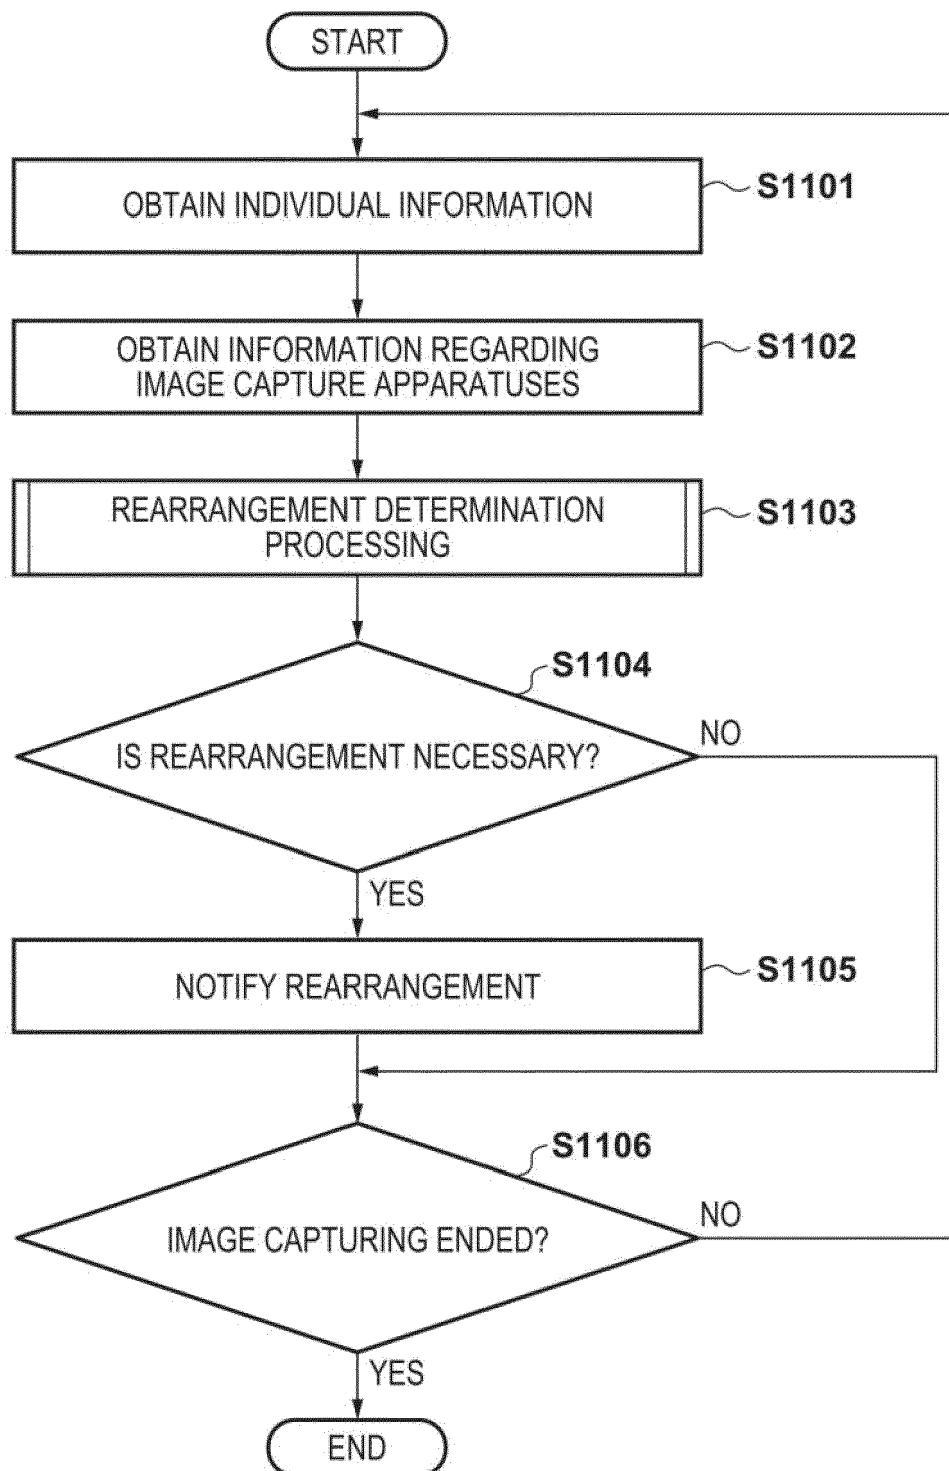 START
OBTAIN INDIVIDUAL INFORMATION
S1101
OBTAIN INFORMATION REGARDING
IMAGE CAPTURE APPARATUSES
S1102
REARRANGEMENT DETERMINATION
PROCESSING
S1103
S1104
IS REARRANGEMENT NECESSARY?
NO
YES
NOTIFY REARRANGEMENT
S1105
S1106
IMAGE CAPTURING ENDED?
NO
YES
END